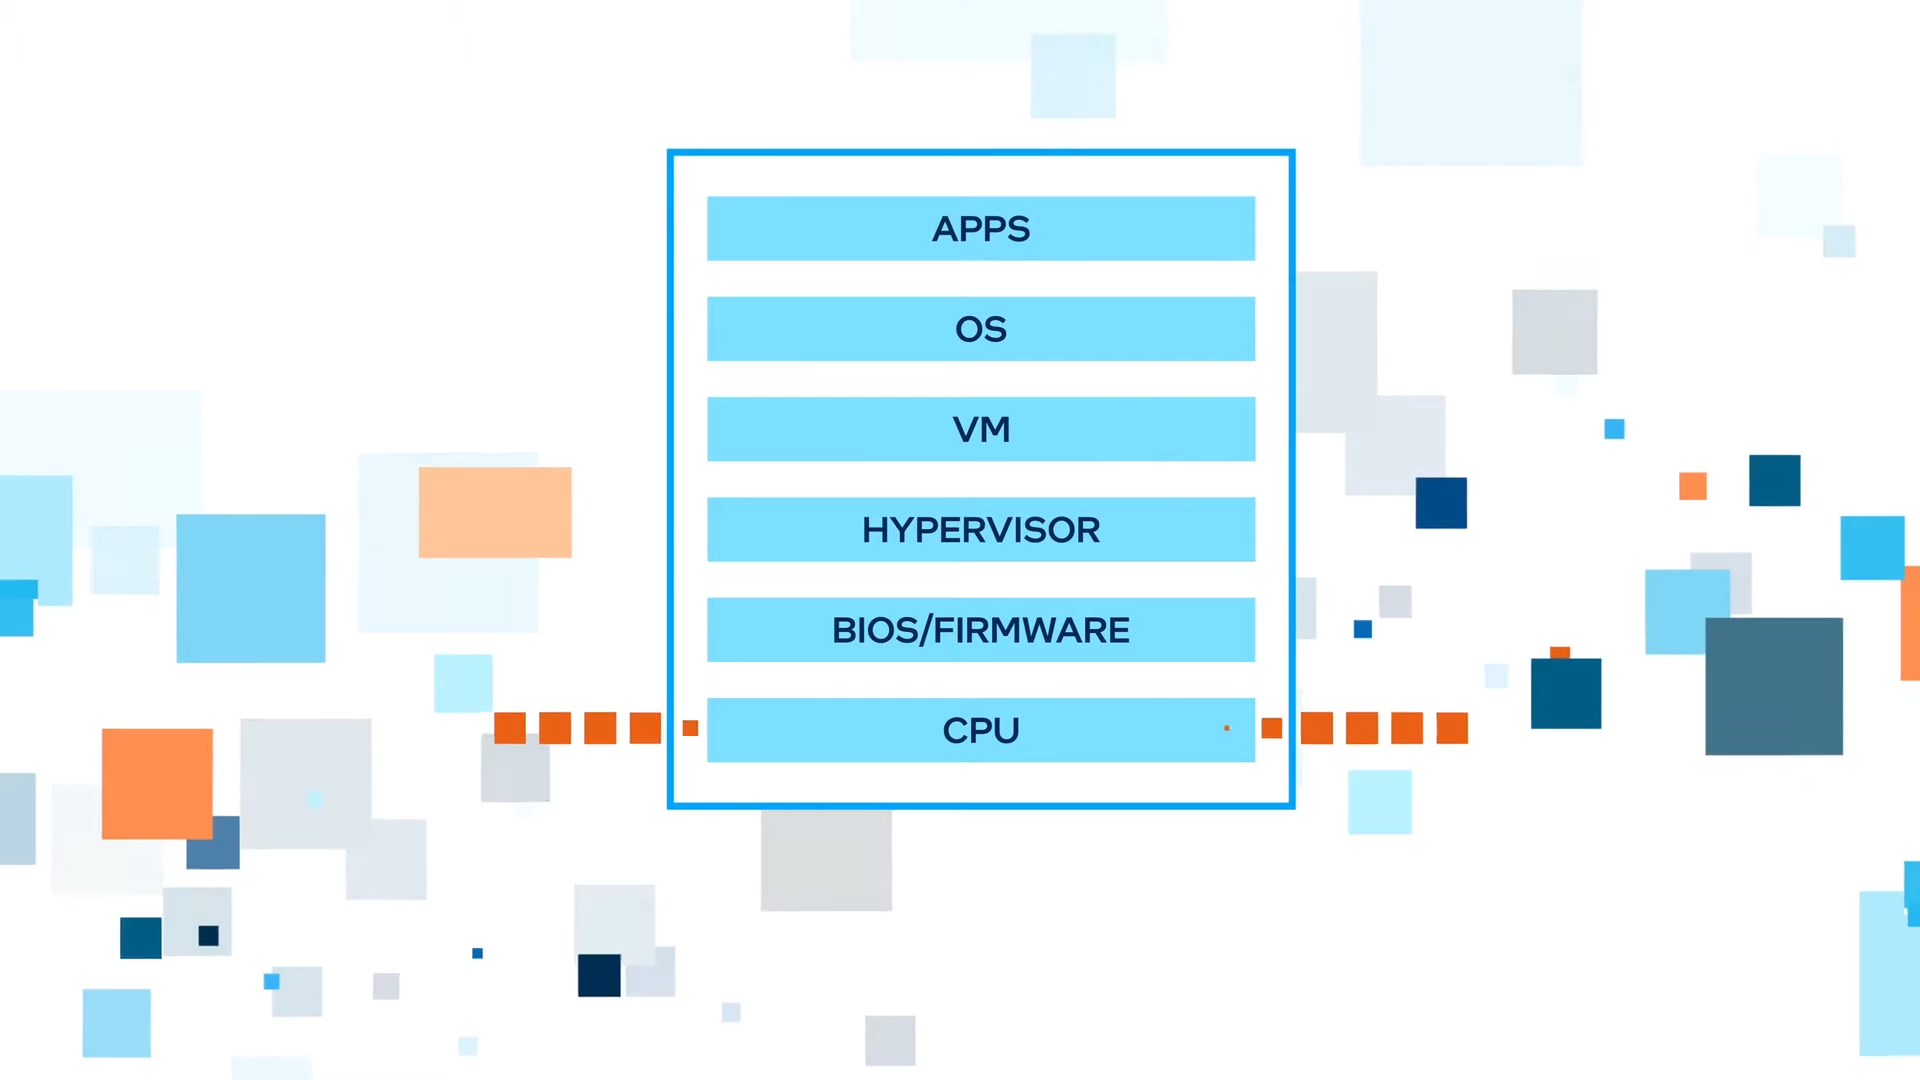 APPS
OS
VM
HYPERVISOR
BIOS/FIRMWARE
CPU